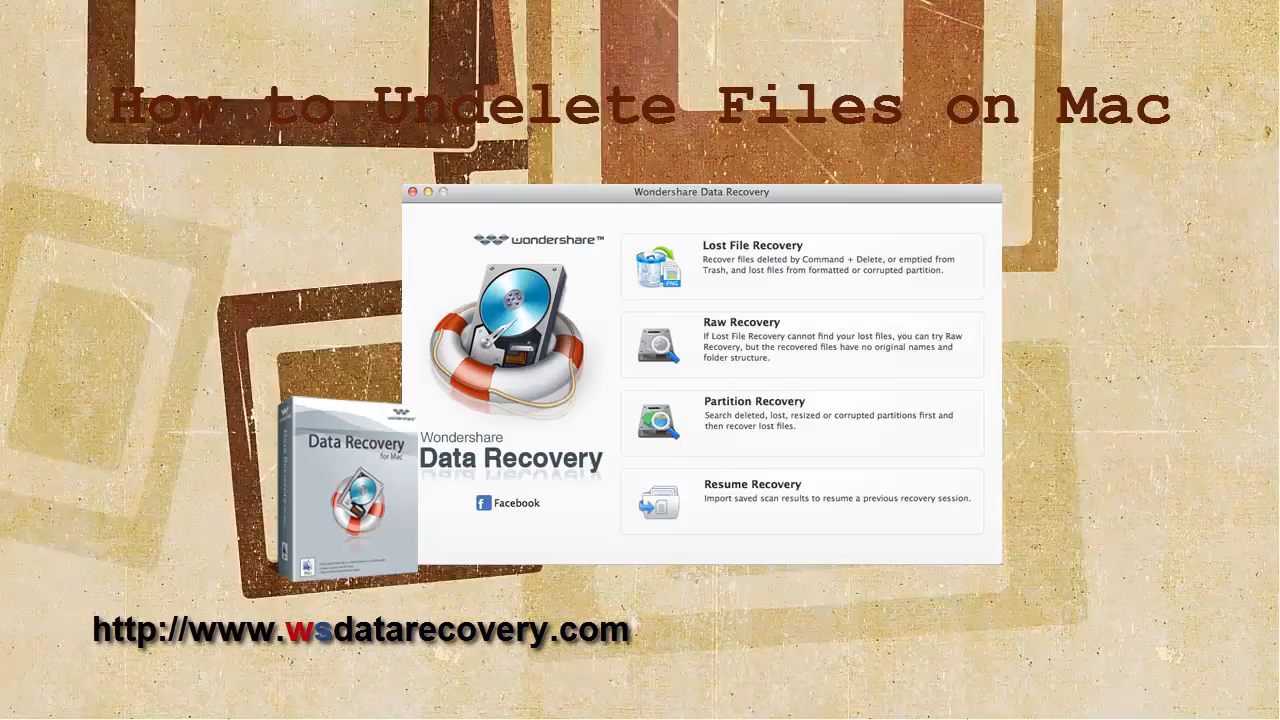 How to Undelete Files on Mac
Wondershare Data Recovery
wondershare™
Lost File Recovery
Recover files deleted by Command + Delete, or emptied from
Trash, and lost files from formatted or corrupted partition.
PNG
Raw Recovery
If Lost File Recovery cannot find your lost files, you can try Raw
Recovery, but the recovered files have no original names and
folder structure.
Partition Recovery
Search deleted, lost, resized or corrupted partitions first and
then recover lost files.
Resume Recovery
Import saved scan results to resume a previous recovery session.
Wondershare
Data Recovery
Facebook
wondershare
Data Recovery
for Mac
Data Recovery
http://www.wsdatarecovery.com